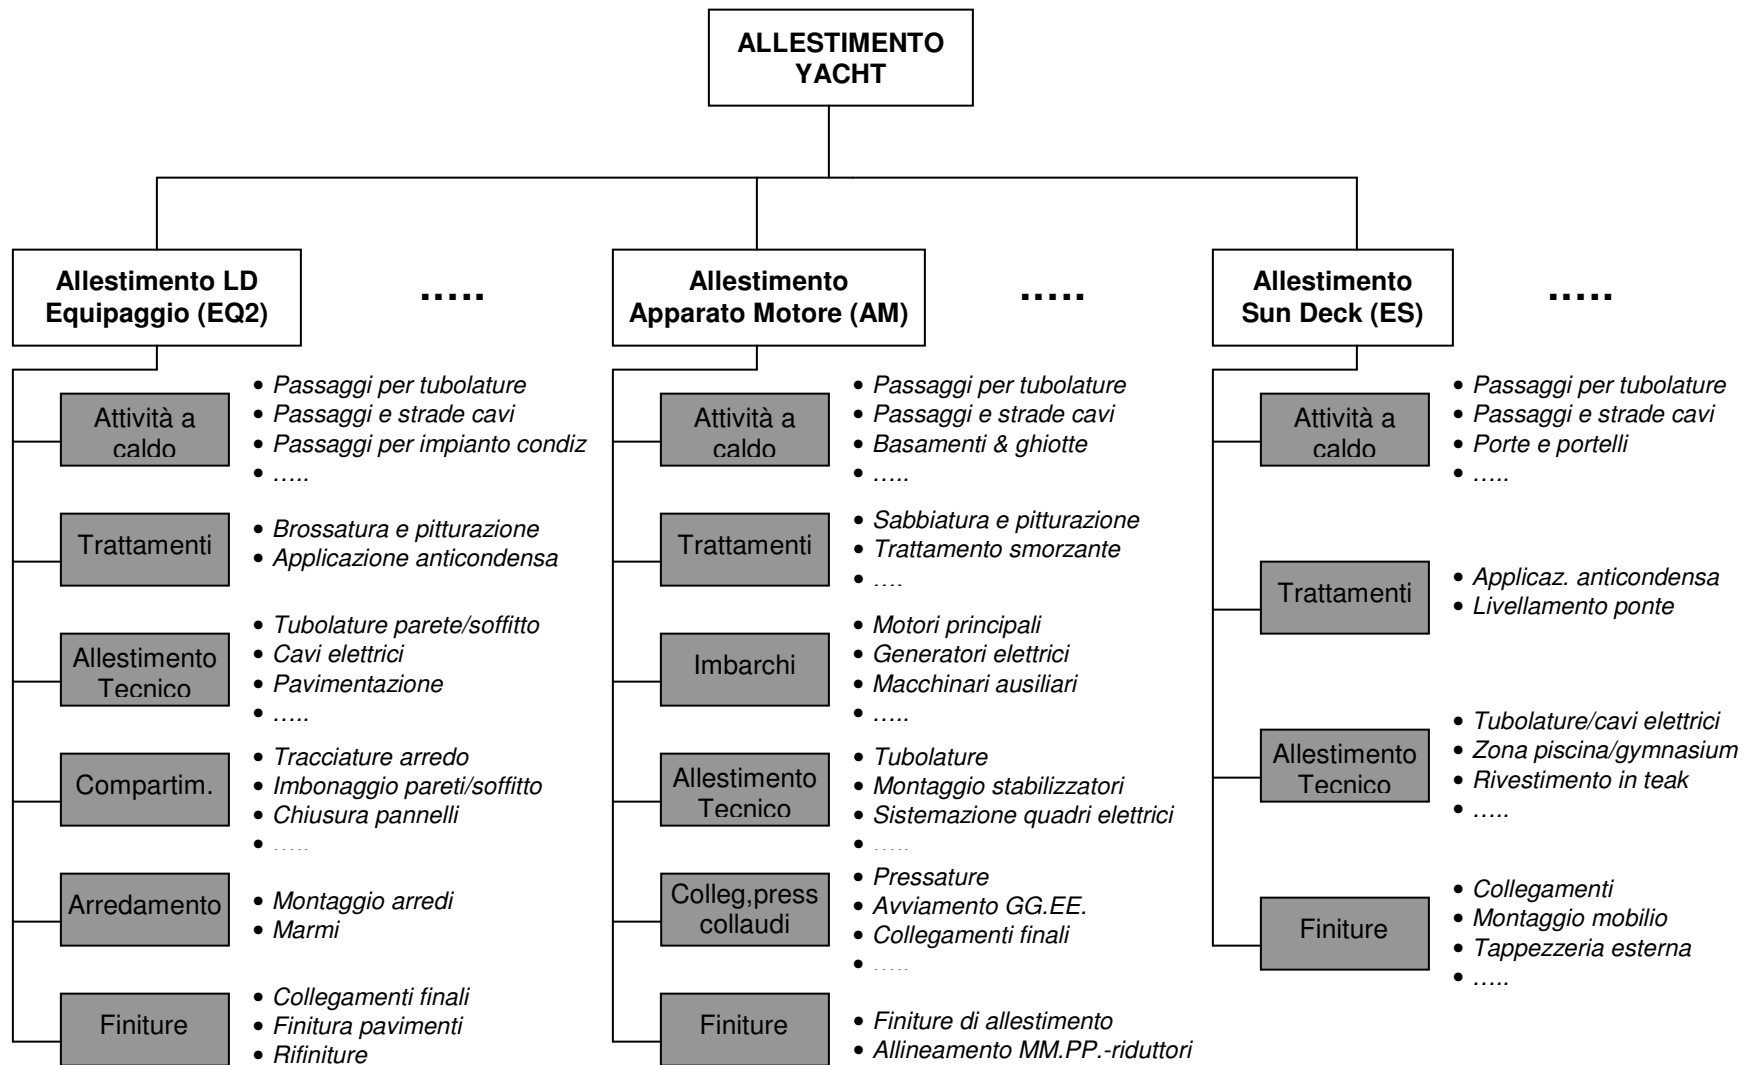 ALLESTIMENTO
YACHT
Allestimento LD
Equipaggio (EQ2)
.....
Allestimento
Apparato Motore (AM)
.....
Allestimento
Sun Deck (ES)
.....
Attività a
caldo
• Passaggi per tubolature
• Passaggi e strade cavi
• Passaggi per impianto condiz
• .....
Trattamenti
• Brossatura e pitturazione
• Applicazione anticondensa
Allestimento
Tecnico
• Tubolature parete/soffitto
• Cavi elettrici
• Pavimentazione
• .....
Compartim.
• Tracciature arredo
• Imbonaggio pareti/soffitto
• Chiusura pannelli
• .....
Arredamento
• Montaggio arredi
• Marmi
Finiture
• Collegamenti finali
• Finitura pavimenti
• Rifiniture
Attività a
caldo
• Passaggi per tubolature
• Passaggi e strade cavi
• Basamenti & ghiotte
• .....
Trattamenti
• Sabbiatura e pitturazione
• Trattamento smorzante
• ....
Imbarchi
• Motori principali
• Generatori elettrici
• Macchinari ausiliari
• .....
Allestimento
Tecnico
• Tubolature
• Montaggio stabilizzatori
• Sistemazione quadri elettrici
• .....
Colleg,press
collaudi
• Pressature
• Avviamento GG.EE.
• Collegamenti finali
• .....
Finiture
• Finiture di allestimento
• Allineamento MM.PP.-riduttori
Attività a
caldo
• Passaggi per tubolature
• Passaggi e strade cavi
• Porte e portelli
• .....
Trattamenti
• Applicaz. anticondensa
• Livellamento ponte
Allestimento
Tecnico
• Tubolature/cavi elettrici
• Zona piscina/gymnasium
• Rivestimento in teak
• .....
Finiture
• Collegamenti
• Montaggio mobilio
• Tappezzeria esterna
• .....